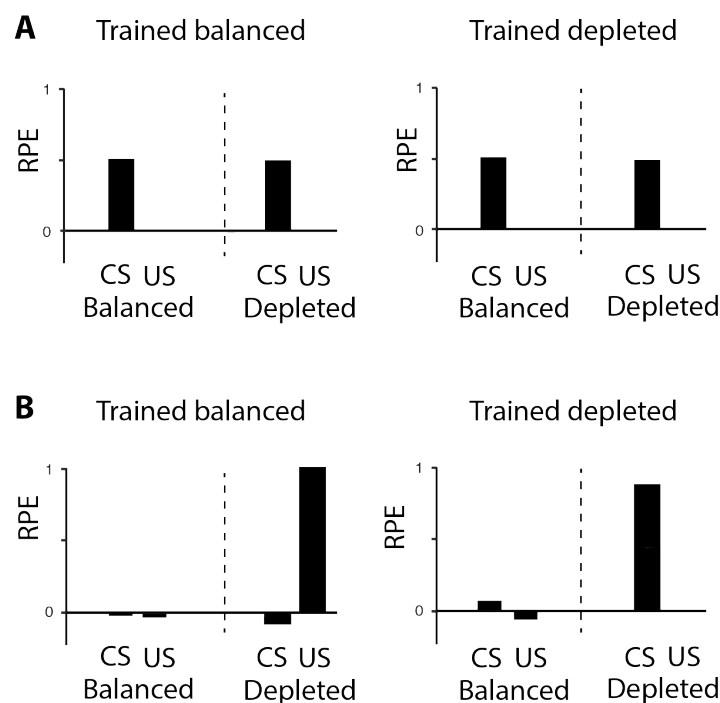 A Trained balanced Trained depleted
1 1
RPE RPE
0 0
CS US CS US CS US CS US
Balanced Depleted Balanced Depleted
B Trained balanced Trained depleted
1 1
RPE RPE
0 0
CS US CS US CS US CS US
Balanced Depleted Balanced Depleted